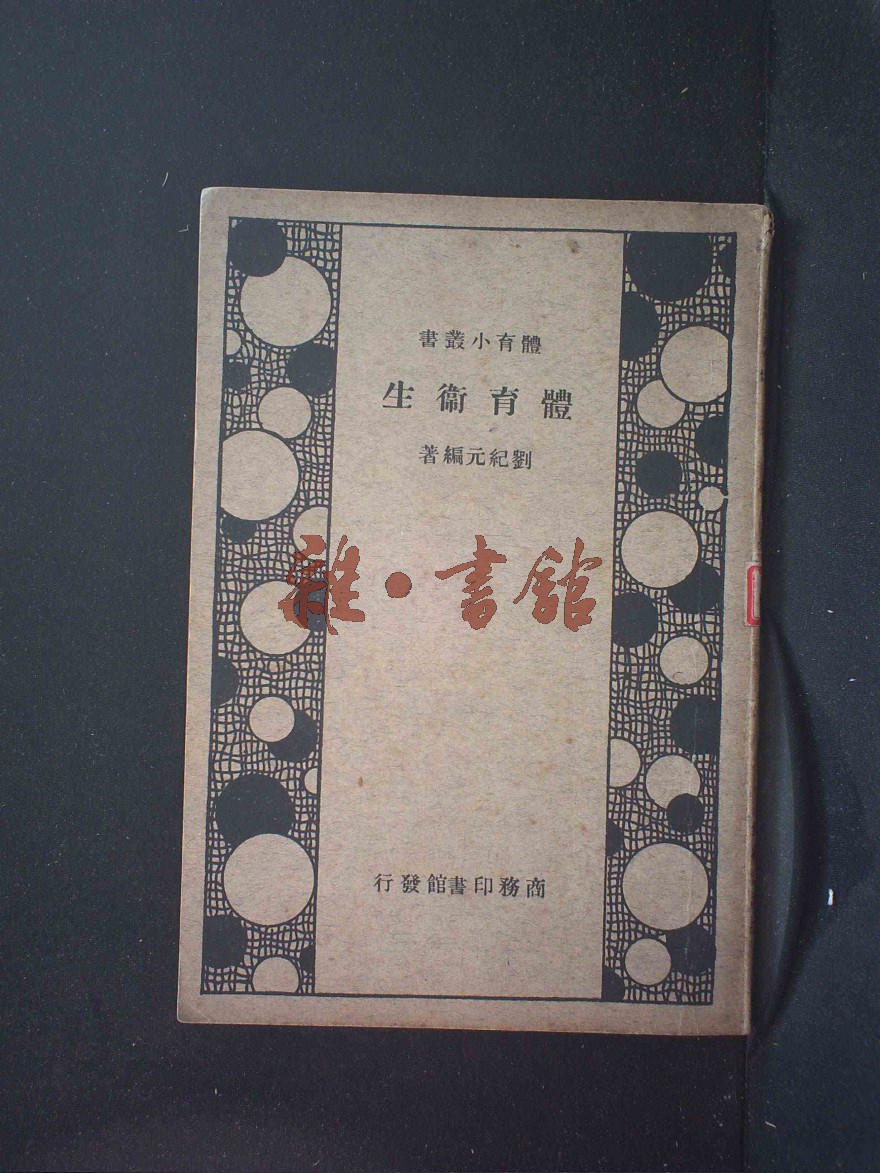 體育小叢書
體育衞生
劉紀元編著
雜·書館
商務印書館發行